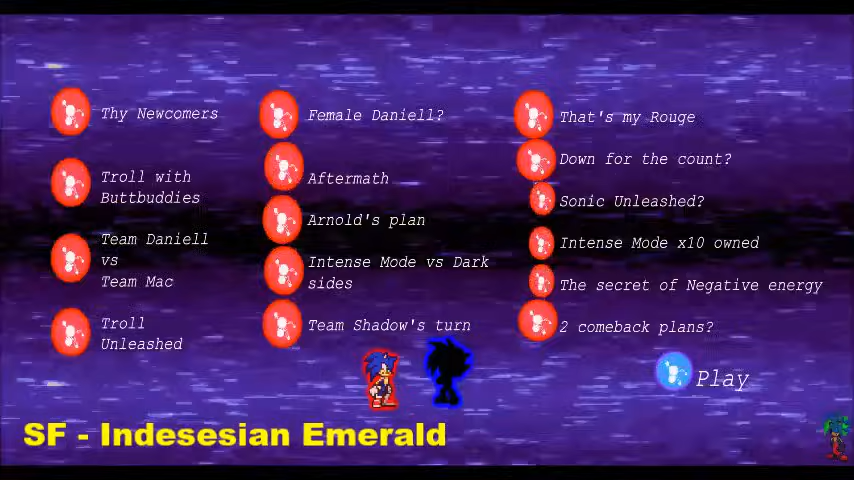 Thy Newcomers
Troll with
Buttbuddies
Team Daniell
vs
Team Mac
Troll
Unleashed
Female Daniell?
Aftermath
Arnold's plan
Intense Mode vs Dark
sides
Team Shadow's turn
That's my Rouge
Down for the count?
Sonic Unleashed?
Intense Mode x10 owned
The secret of Negative energy
2 comeback plans?
Play
SF - Indesesian Emerald